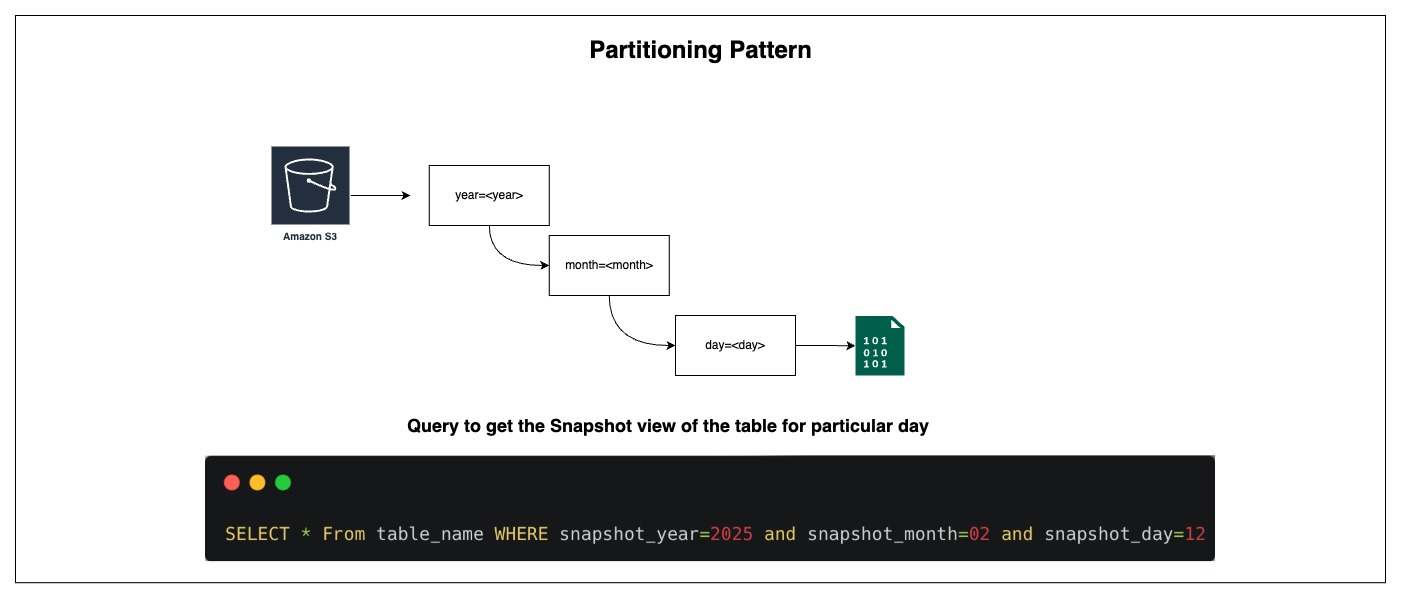 Partitioning Pattern
Amazon S3
year=<year>
month=<month>
day=<day>
101
010
101
Query to get the Snapshot view of the table for particular day
SELECT * From table_name WHERE snapshot_year=2025 and snapshot_month=02 and snapshot_day=12